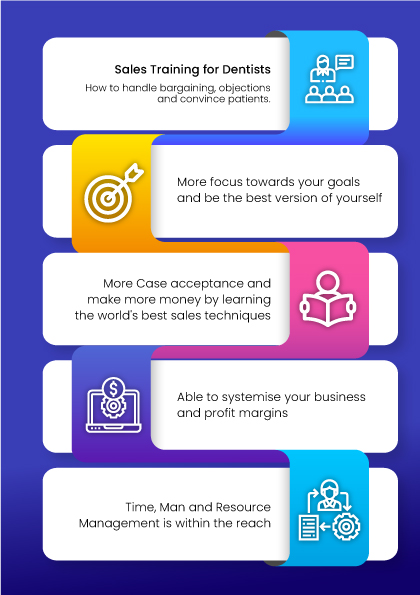 Sales Training for Dentists
How to handle bargaining, objections
and convince patients.
More focus towards your goals
and be the best version of yourself
More Case acceptance and
make more money by learning
the world's best sales techniques
$
Able to systemise your business
and profit margins
Time, Man and Resource
Management is within the reach